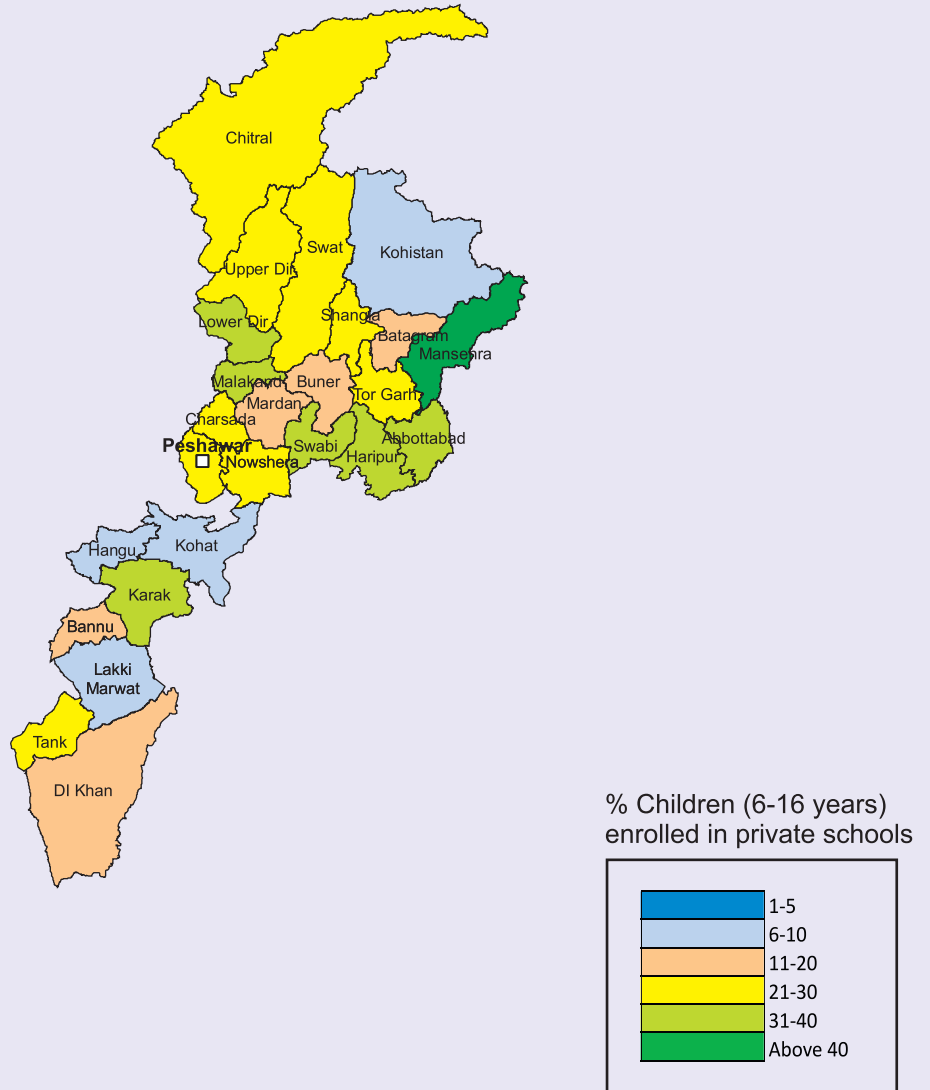 Chitral
Swat
Kohistan
Upper Dir
Shangla
Lower Dir
Batagram
Mansehra
Malakand
Buner
Tor Garh
Mardan
Charsada
Abbottabad
Peshawar
Swabi
Haripur
Nowshera
Kohat
Hangu
Karak
Bannu
Lakki
Marwat
Tank
DI Khan
% Children (6-16 years)
enrolled in private schools
1-5
6-10
11-20
21-30
31-40
Above 40